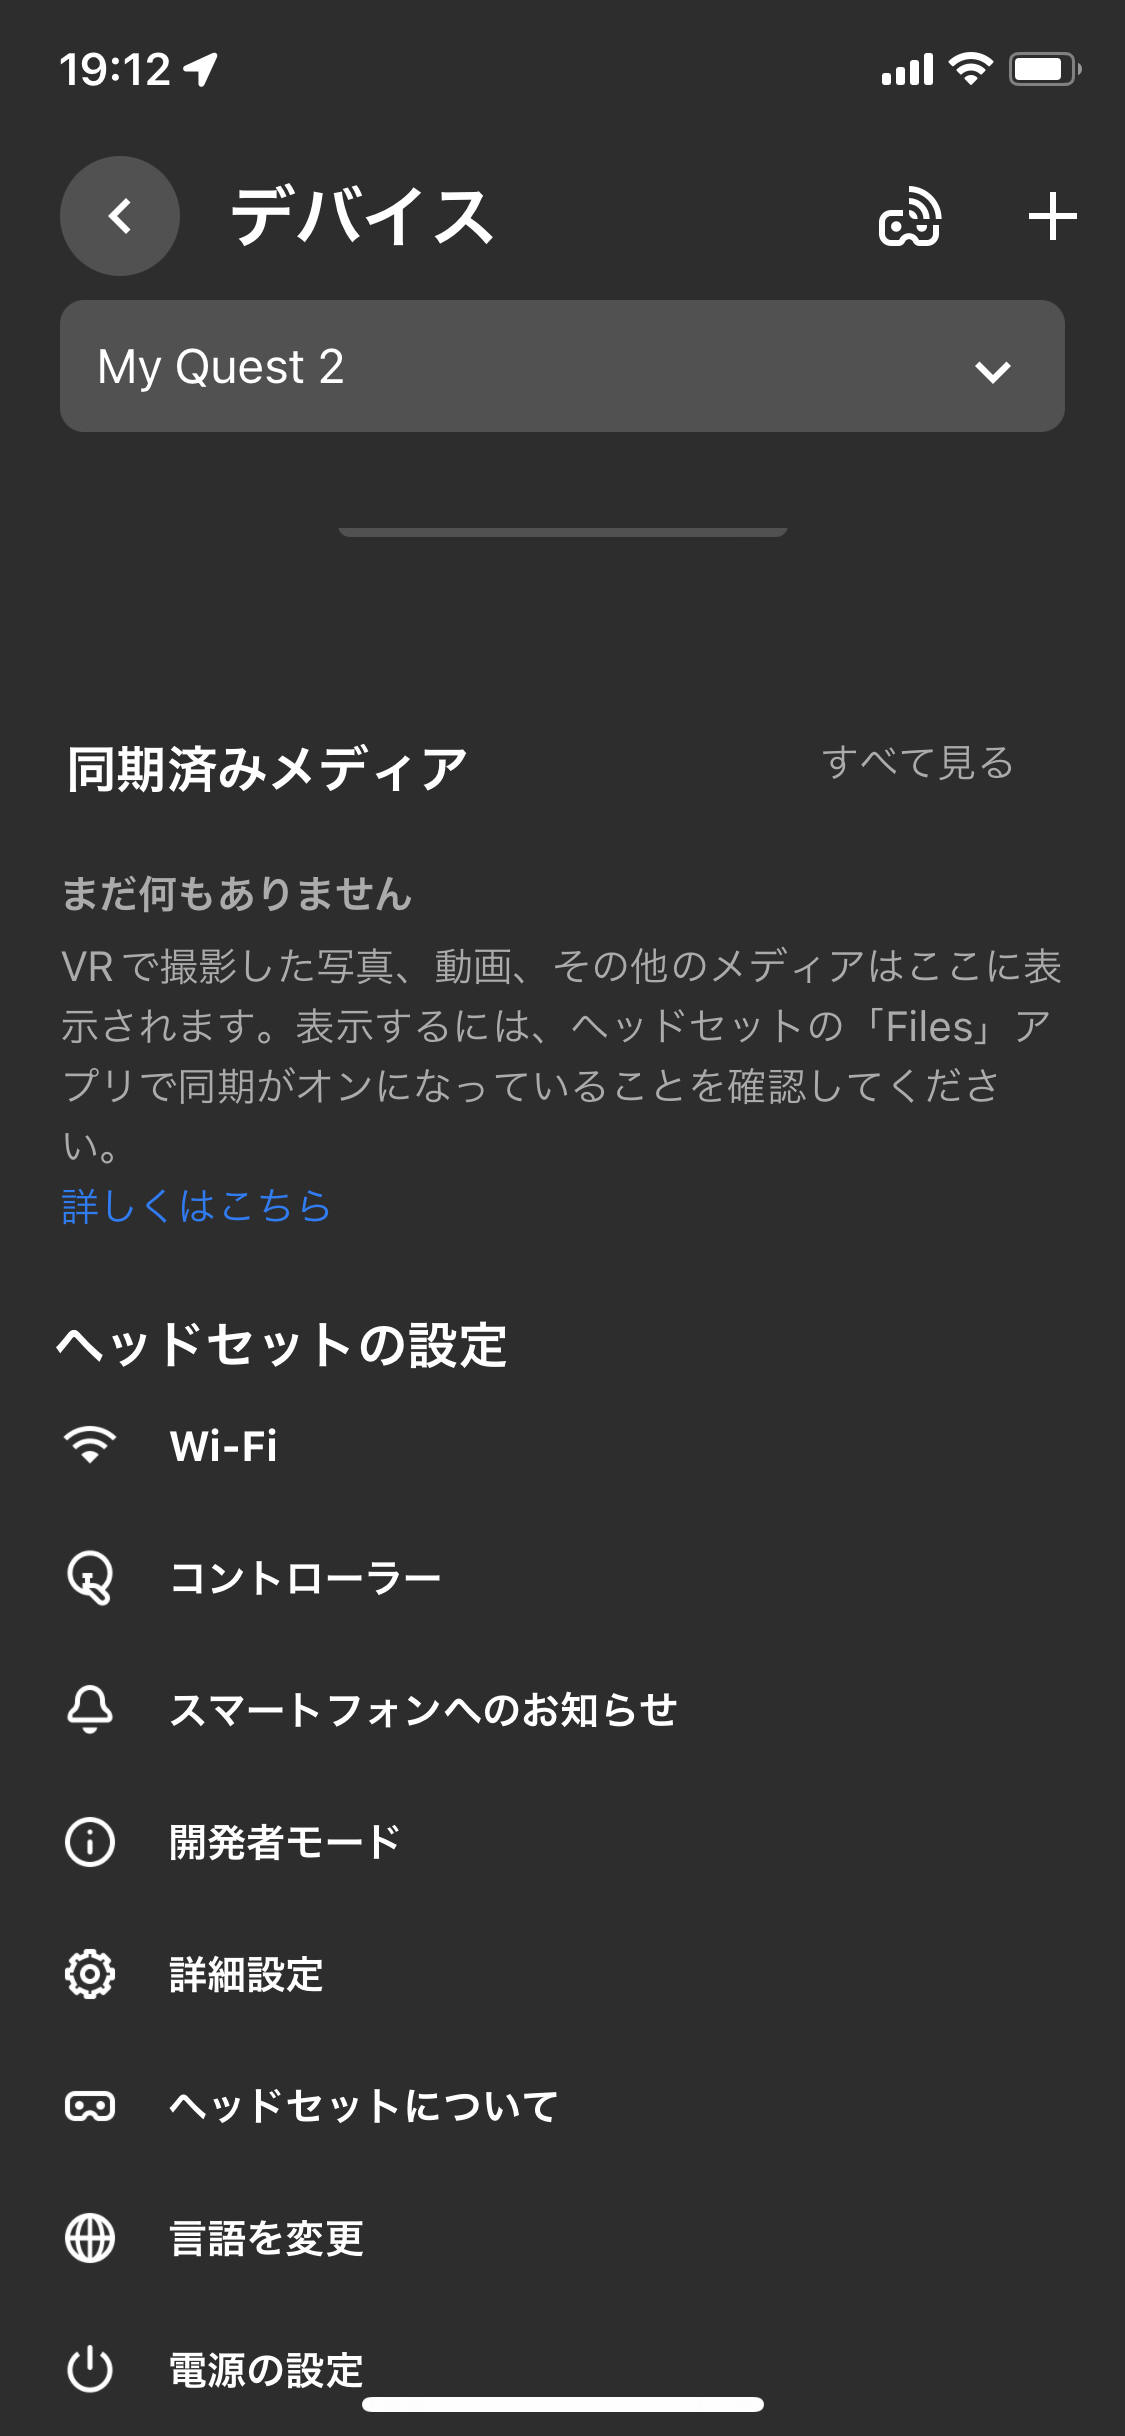 19:12
デバイス
My Quest 2
同期済みメディア
すべて見る
まだ何もありません
VRで撮影した写真、動画、その他のメディアはここに表
示されます。表示するには、ヘッドセットの「Files」ア
プリで同期がオンになっていることを確認してくださ
い。
詳しくはこちら
ヘッドセットの設定
Wi-Fi
コントローラー
スマートフォンへのお知らせ
開発者モード
詳細設定
ヘッドセットについて
言語を変更
電源の設定